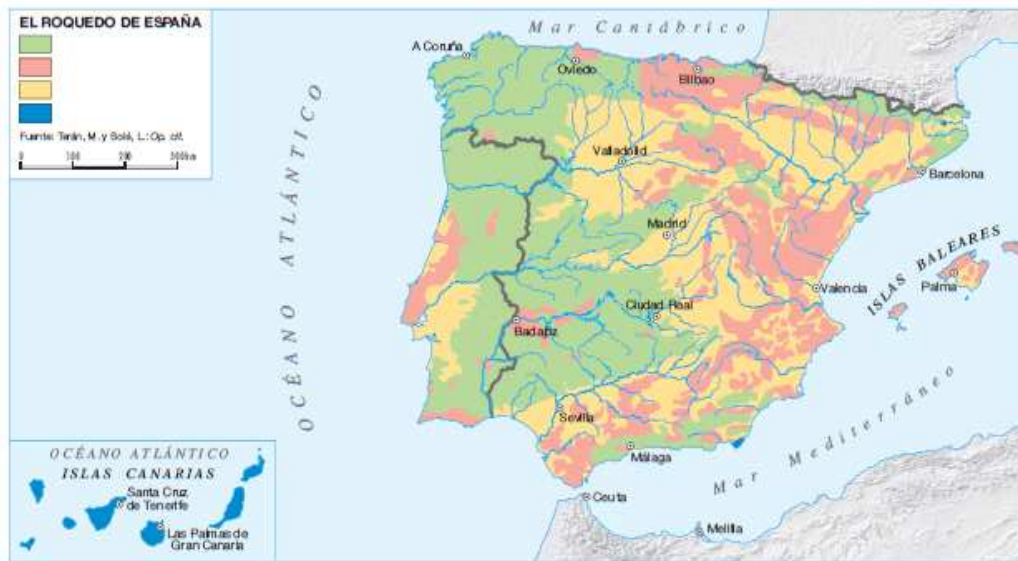 EL ROQUEDO DE ESPAÑA
Fuente: Terán, M. y Solé, L.: Op. cit.
0 100 200 300 km
Mar Cantábrico
A Coruña
Oviedo
Bilbao
OCÉANO ATLÁNTICO
Valladolid
Barcelona
Madrid
ISLAS BALEARES
Palma
Valencia
Ciudad Real
Badajoz
Sevilla
Málaga
Mar Mediterráneo
Ceuta
Melilla
OCÉANO ATLÁNTICO
ISLAS CANARIAS
Santa Cruz
de Tenerife
Las Palmas de
Gran Canaria